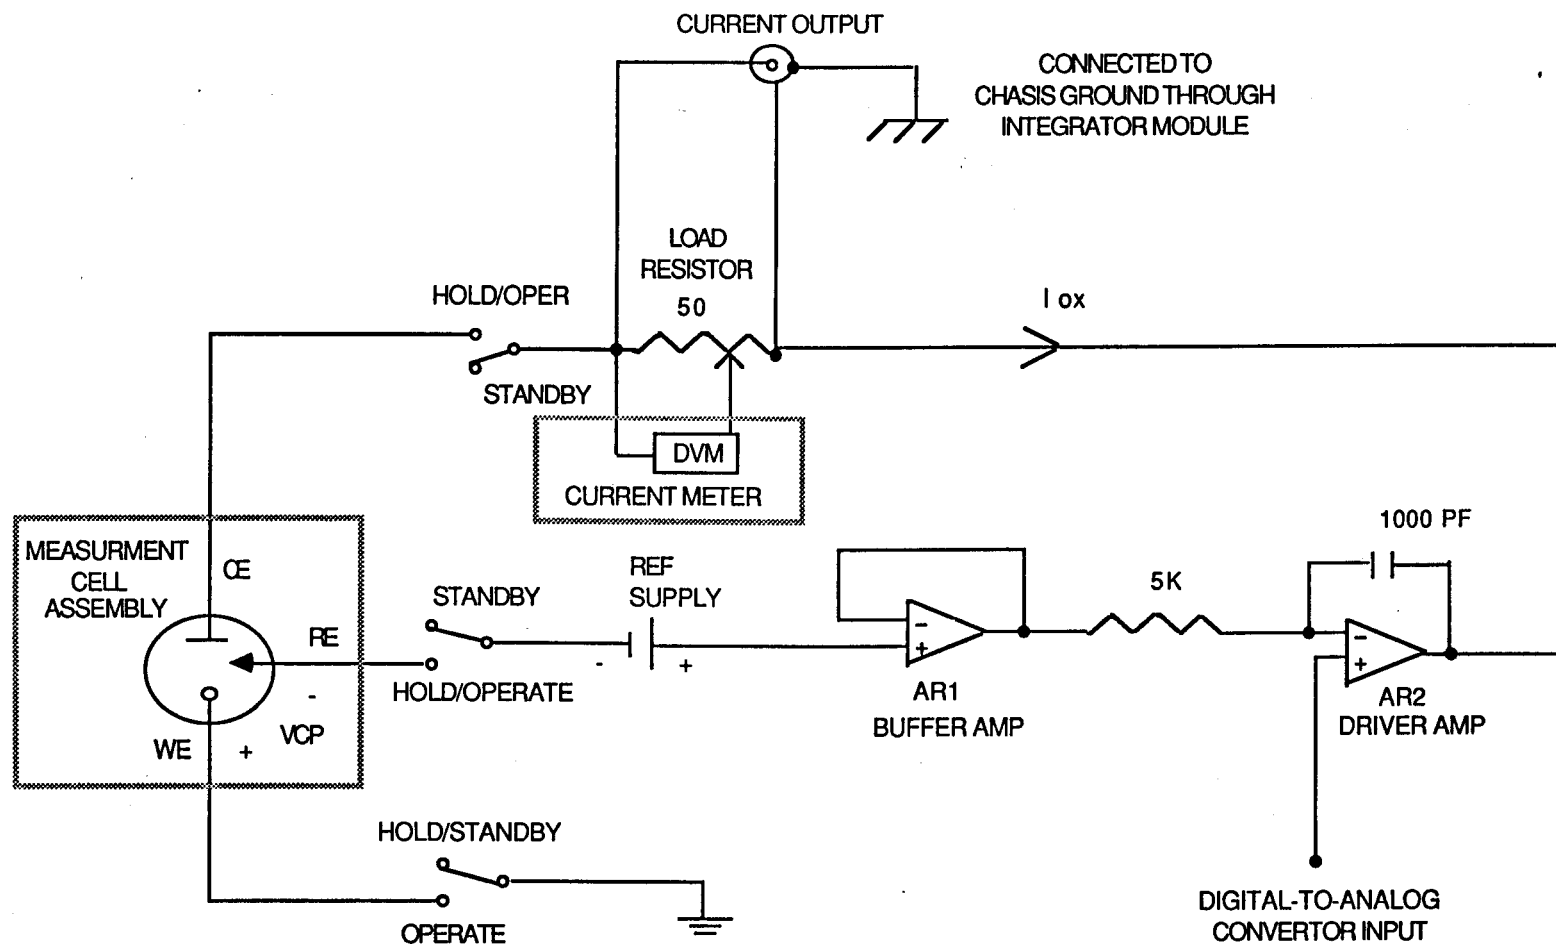 CURRENT OUTPUT
CONNECTED TO
CHASIS GROUND THROUGH
INTEGRATOR MODULE
LOAD
RESISTOR
50
HOLD/OPER
I ox
STANDBY
DVM
CURRENT METER
MEASURMENT
CELL
ASSEMBLY
CE
RE
-
VCP
WE
+
STANDBY
HOLD/OPERATE
REF
SUPPLY
-
+
-
+
AR1
BUFFER AMP
5K
1000 PF
-
+
AR2
DRIVER AMP
HOLD/STANDBY
OPERATE
DIGITAL-TO-ANALOG
CONVERTOR INPUT